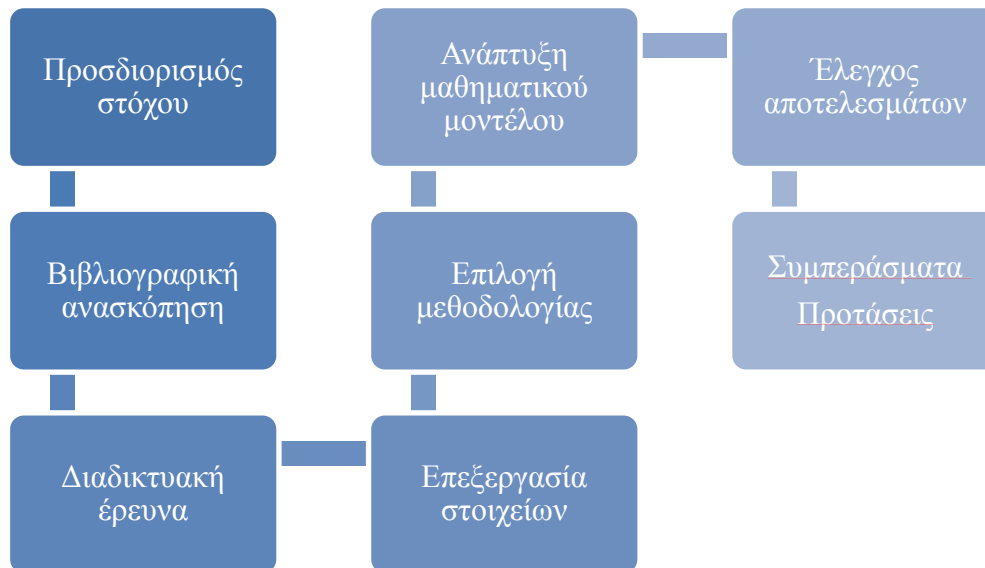 Προσδιορισμός
στόχου
Βιβλιογραφική
ανασκόπηση
Διαδικτυακή
έρευνα
Επεξεργασία
στοιχείων
Επιλογή
μεθοδολογίας
Ανάπτυξη
μαθηματικού
μοντέλου
Έλεγχος
αποτελεσμάτων
Συμπεράσματα
Προτάσεις